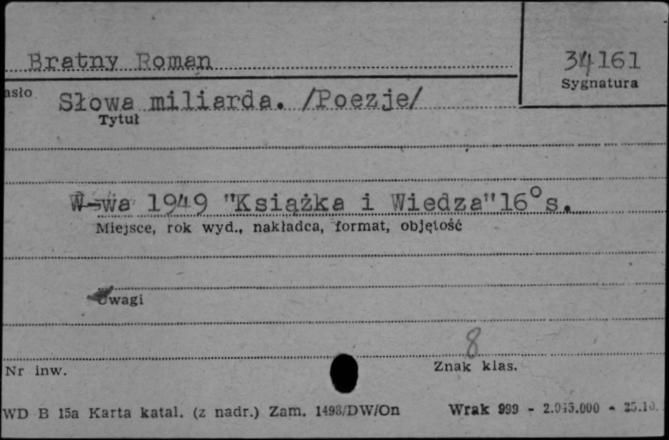 Bratny Roman
34161
Sygnatura
asło
Słowa miliarda. /Poezje/
Tytuł
W-wa 1949 "Książka i Wiedza" 16° s.
Miejsce, rok wyd., nakładca, format, objętość
Uwagi
8
Nr inw.
Znak klas.
WD B 15a Karta katal. (z nadr.) Zam. 1498/DW/On
Wrak 999 -